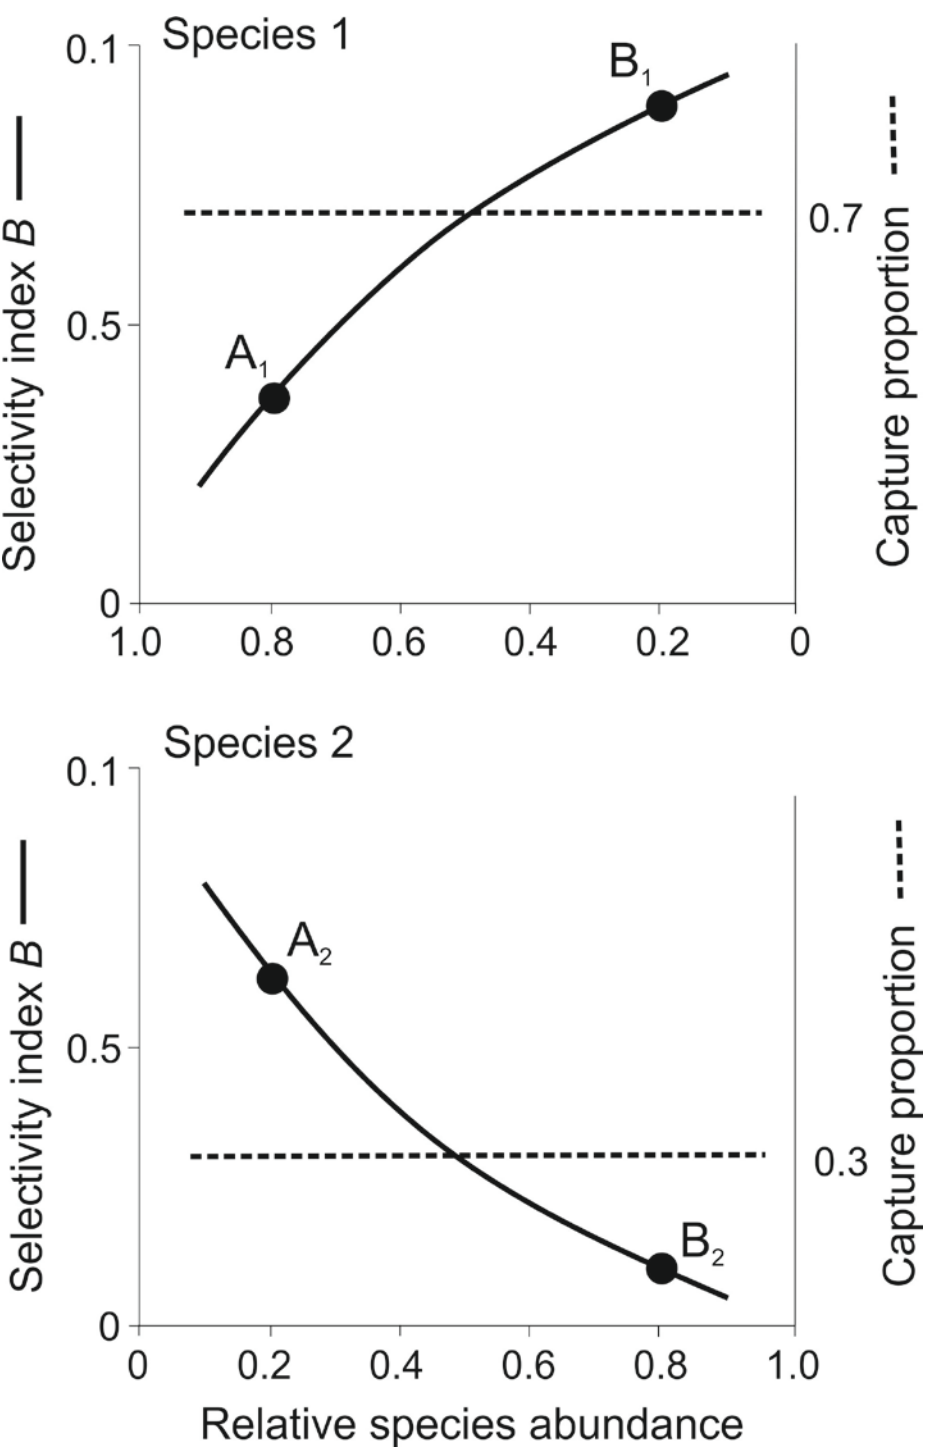 Species 1
0.1
0.5
0
Selectivity index B
A1
B1
0.7
Capture proportion
1.0 0.8 0.6 0.4 0.2 0
Species 2
0.1
0.5
0
Selectivity index B
A2
B2
0.3
Capture proportion
0 0.2 0.4 0.6 0.8 1.0
Relative species abundance